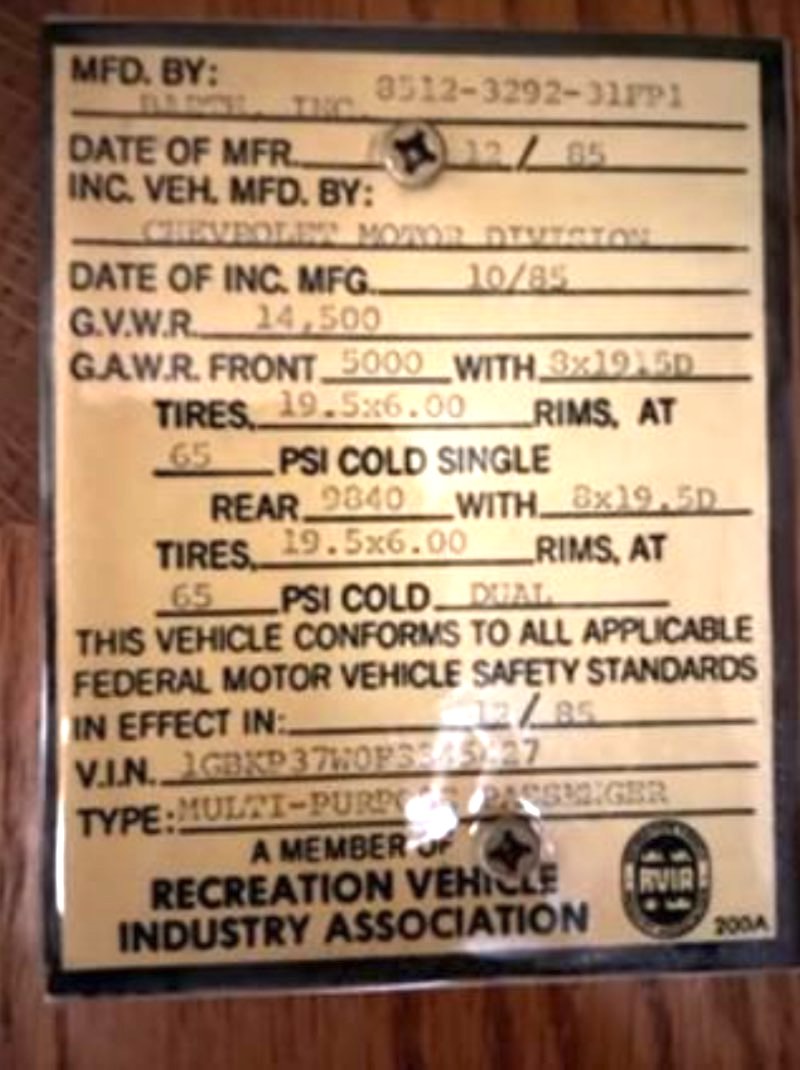 MFD. BY:
BARTH, INC. 8512-3292-31FP1
DATE OF MFR. 12 / 85
INC. VEH. MFD. BY:
CHEVROLET MOTOR DIVISION
DATE OF INC. MFG. 10/85
G.V.W.R. 14,500
G.A.W.R. FRONT 5000 WITH 8x19.5D
TIRES, 19.5x6.00 RIMS, AT
65 PSI COLD SINGLE
REAR 9840 WITH 8x19.5D
TIRES, 19.5x6.00 RIMS, AT
65 PSI COLD DUAL
THIS VEHICLE CONFORMS TO ALL APPLICABLE
FEDERAL MOTOR VEHICLE SAFETY STANDARDS
IN EFFECT IN: 12 / 85
V.I.N.
TYPE: MULTI-PURPOSE PASSENGER
A MEMBER OF
RECREATION VEHICLE
INDUSTRY ASSOCIATION
RVIA
200A